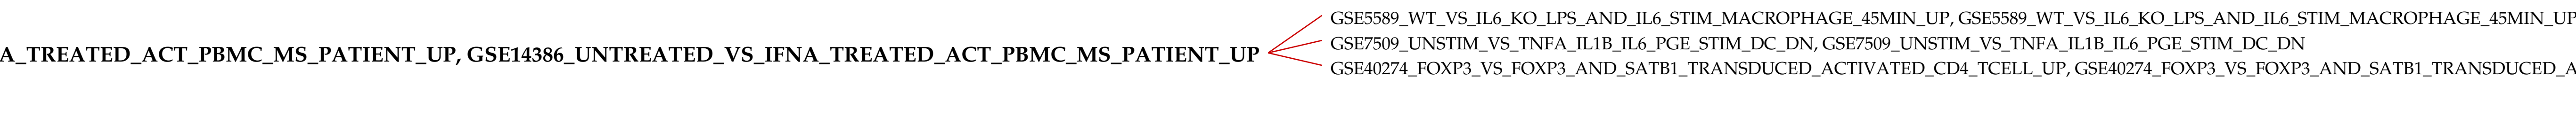 GSE5589_WT_VS_IL6_KO_LPS_AND_IL6_STIM_MACROPHAGE_45MIN_UP, GSE5589_WT_VS_IL6_KO_LPS_AND_IL6_STIM_MACROPHAGE_45MIN_UP
GSE7509_UNSTIM_VS_TNFA_IL1B_IL6_PGE_STIM_DC_DN, GSE7509_UNSTIM_VS_TNFA_IL1B_IL6_PGE_STIM_DC_DN
A_TREATED_ACT_PBMC_MS_PATIENT_UP, GSE14386_UNTREATED_VS_IFNA_TREATED_ACT_PBMC_MS_PATIENT_UP
GSE40274_FOXP3_VS_FOXP3_AND_SATB1_TRANSDUCED_ACTIVATED_CD4_TCELL_UP, GSE40274_FOXP3_VS_FOXP3_AND_SATB1_TRANSDUCED_A